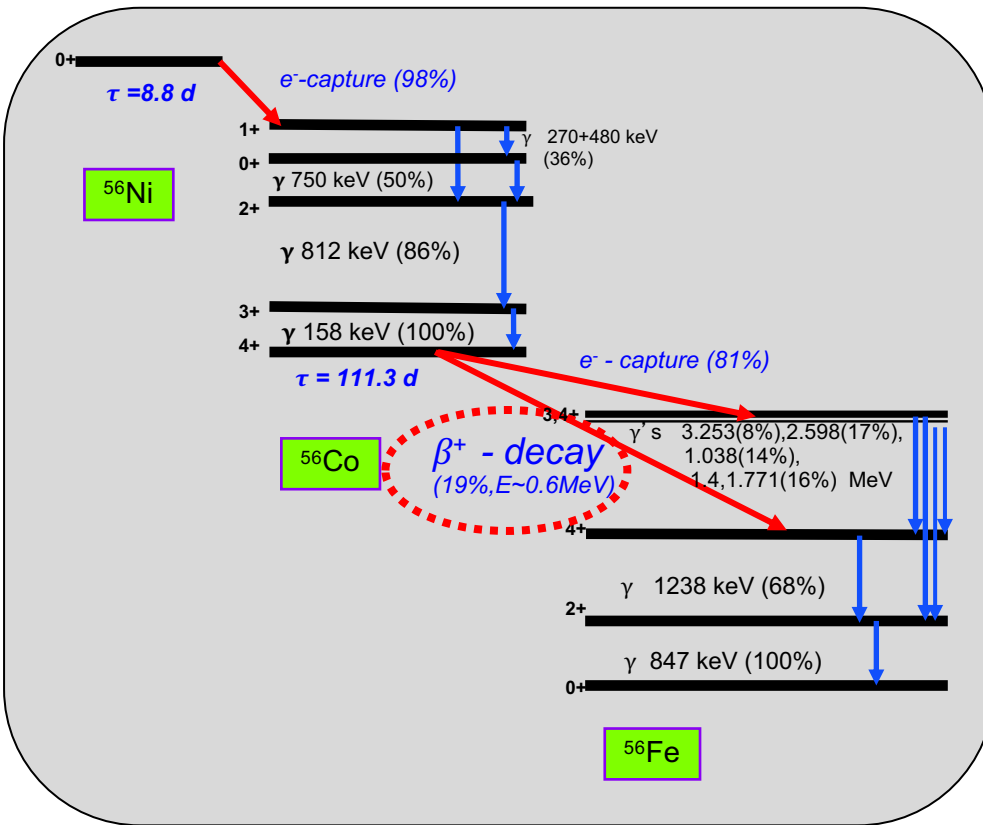 0+
τ =8.8 d
e⁻-capture (98%)
1+
γ 270+480 keV
(36%)
0+
γ 750 keV (50%)
⁵⁶Ni
2+
γ 812 keV (86%)
3+
γ 158 keV (100%)
4+
τ = 111.3 d
e⁻ - capture (81%)
3,4+
γ's 3.253(8%),2.598(17%),
1.038(14%),
1.4,1.771(16%) MeV
⁵⁶Co
β⁺ - decay
(19%,E~0.6MeV)
4+
γ 1238 keV (68%)
2+
γ 847 keV (100%)
0+
⁵⁶Fe